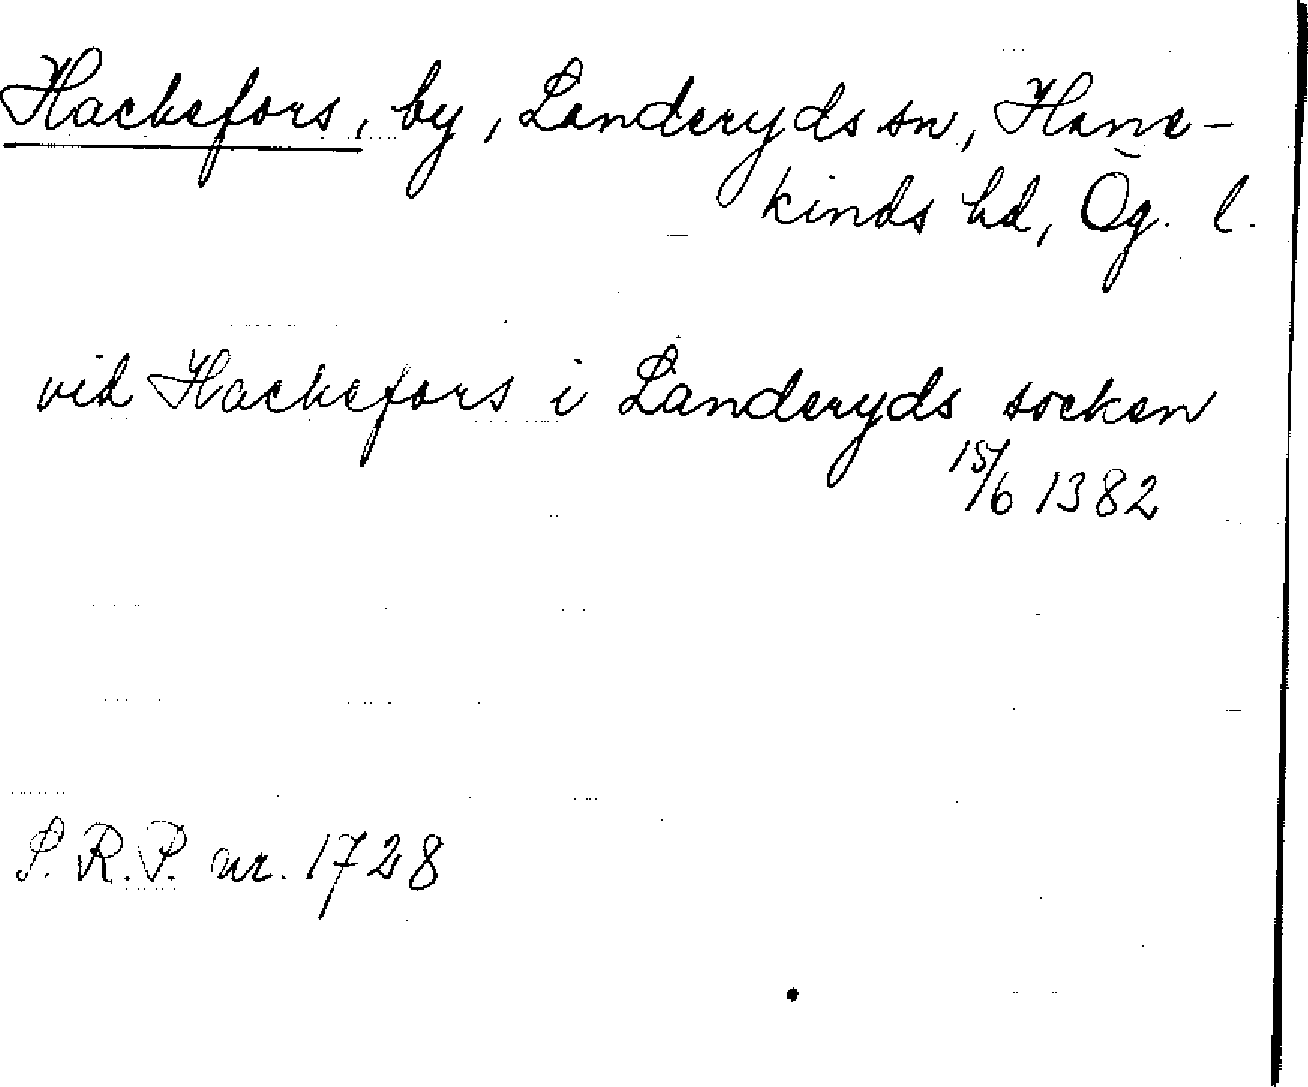 Hackefors, by, Landeryds sn, Hane-
kinds hd, Ög. l.
vid Hackefors i Landeryds socken
15/6 1382
S.R.P. nr. 1728